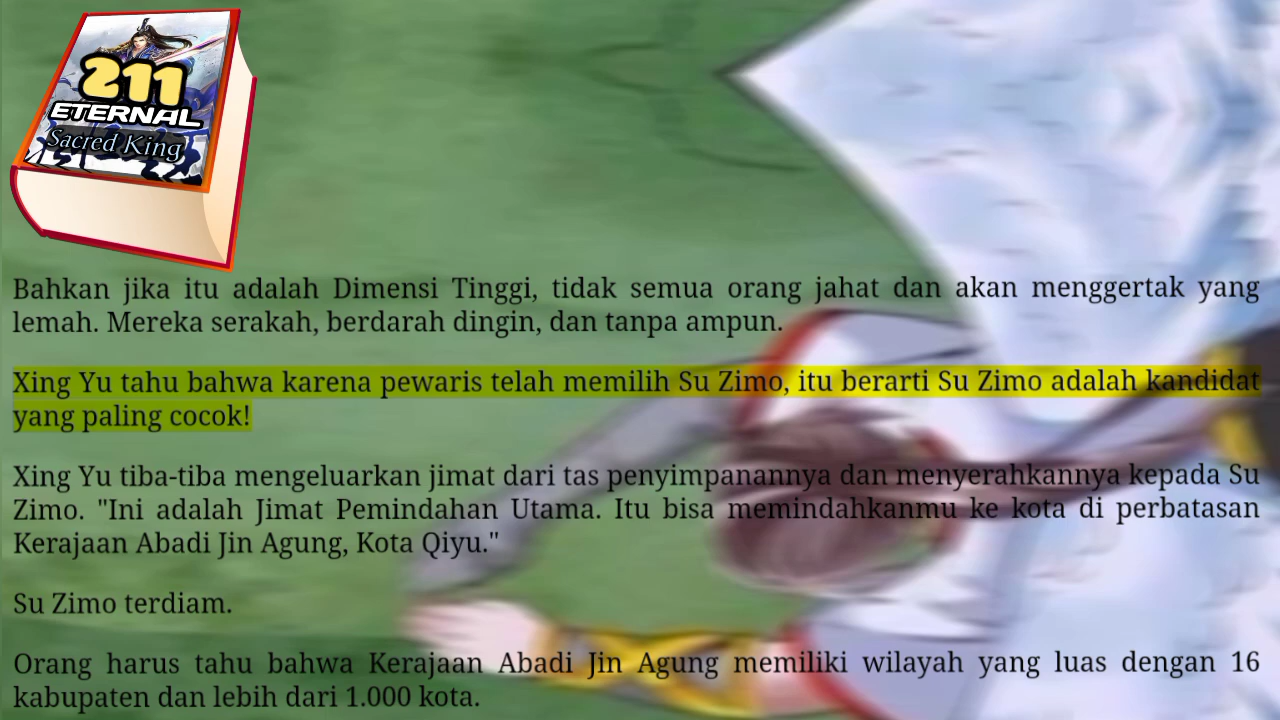 211
ETERNAL
Sacred King
Bahkan jika itu adalah Dimensi Tinggi, tidak semua orang jahat dan akan menggertak yang
lemah. Mereka serakah, berdarah dingin, dan tanpa ampun.
Xing Yu tahu bahwa karena pewaris telah memilih Su Zimo, itu berarti Su Zimo adalah kandidat
yang paling cocok!
Xing Yu tiba-tiba mengeluarkan jimat dari tas penyimpanannya dan menyerahkannya kepada Su
Zimo. "Ini adalah Jimat Pemindahan Utama. Itu bisa memindahkanmu ke kota di perbatasan
Kerajaan Abadi Jin Agung, Kota Qiyu."
Su Zimo terdiam.
Orang harus tahu bahwa Kerajaan Abadi Jin Agung memiliki wilayah yang luas dengan 16
kabupaten dan lebih dari 1.000 kota.